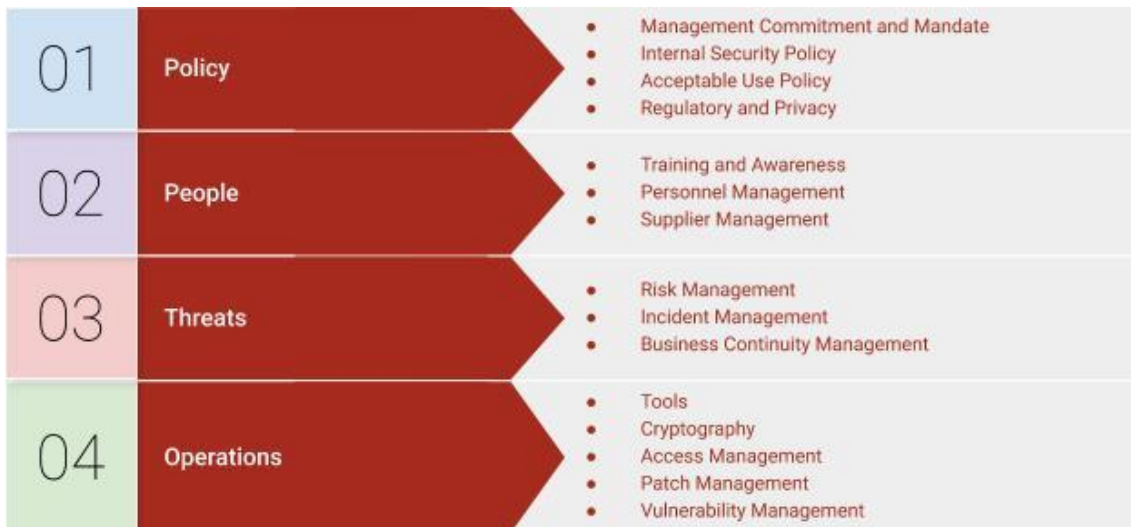 01
Policy
● Management Commitment and Mandate
● Internal Security Policy
● Acceptable Use Policy
● Regulatory and Privacy
02
People
● Training and Awareness
● Personnel Management
● Supplier Management
03
Threats
● Risk Management
● Incident Management
● Business Continuity Management
04
Operations
● Tools
● Cryptography
● Access Management
● Patch Management
● Vulnerability Management